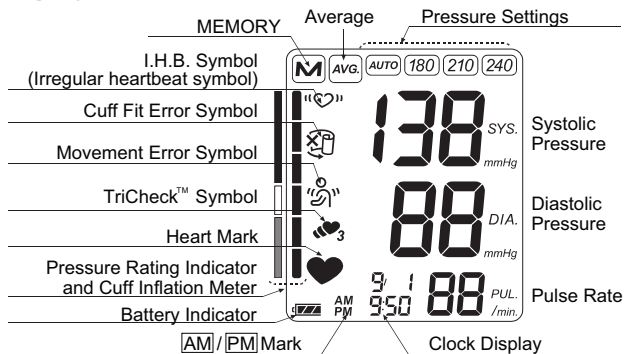 MEMORY
Average
Pressure Settings
I.H.B. Symbol
(Irregular heartbeat symbol)
Cuff Fit Error Symbol
Movement Error Symbol
TriCheck™ Symbol
Heart Mark
Pressure Rating Indicator
and Cuff Inflation Meter
Battery Indicator
AM / PM Mark
M AVG. AUTO 180 210 240
138 SYS. mmHg
88 DIA. mmHg
3
9/ 1
AM
PM 9:50
88 PUL. /min.
Systolic
Pressure
Diastolic
Pressure
Pulse Rate
Clock Display